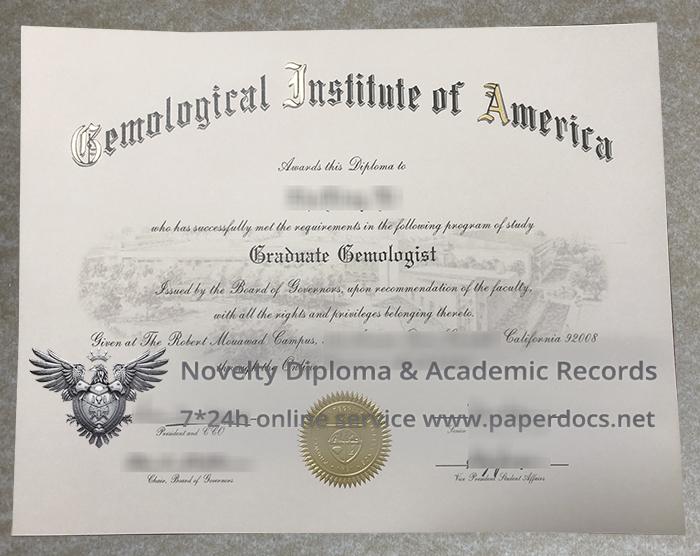 Gemological Institute of America
Awards this Diploma to
who has successfully met the requirements in the following program of study
Graduate Gemologist
Issued by the Board of Governors, upon recommendation of the faculty,
with all the rights and privileges belonging thereto.
Given at The Robert Mouawad Campus, California 92008
through the
Novelty Diploma & Academic Records
7*24h online service www.paperdocs.net
President and CEO
Senior
Chair, Board of Governors
Vice President Student Affairs